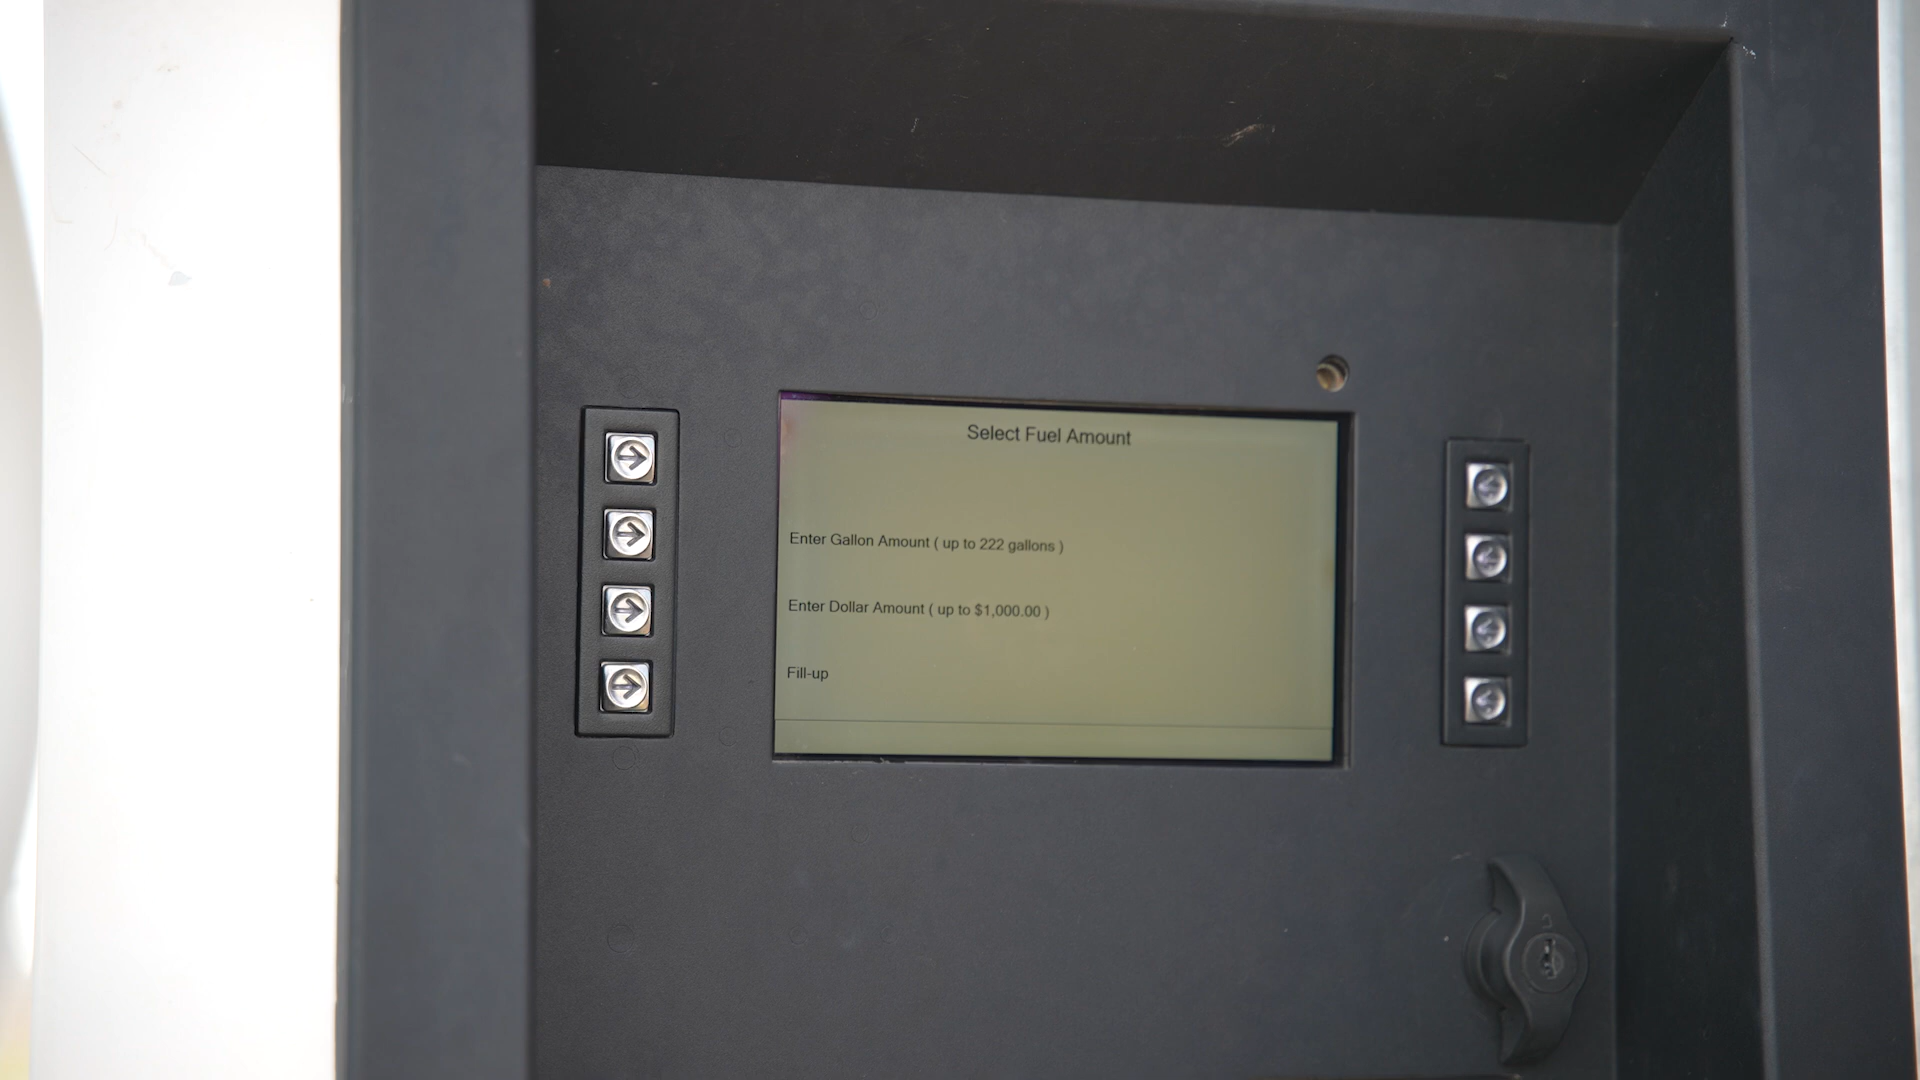 Select Fuel Amount
Enter Gallon Amount ( up to 222 gallons )
Enter Dollar Amount ( up to $1,000.00 )
Fill-up